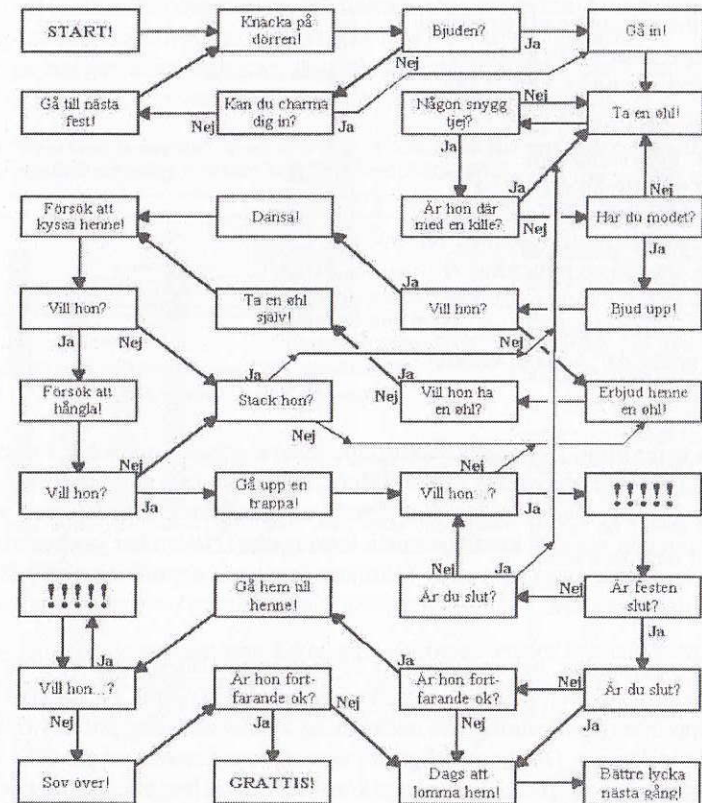 START!
Knacka på
dörren!
Bjuden?
Ja
Gå in!
Nej
Gå till nästa
fest!
Nej
Kan du charma
dig in?
Ja
Någon snygg
tjej?
Nej
Ta en øhl!
Ja
Ja
Nej
Försök att
kyssa henne!
Dansa!
Är hon där
med en kille?
Nej
Har du modet?
Ja
Ja
Vill hon?
Ta en øhl
själv!
Vill hon?
Bjud upp!
Ja
Nej
Nej
Försök att
hångla!
Ja
Stack hon?
Nej
Ja
Nej
Vill hon ha
en øhl?
Erbjud henne
en øhl!
Nej
Nej
Vill hon?
Ja
Gå upp en
trappa!
Vill hon...?
Ja
!!!!!
!!!!!
Gå hem till
henne!
Nej
Ja
Är du slut?
Nej
Är festen
slut?
Ja
Ja
Ja
Vill hon...?
Är hon fort-
farande ok?
Nej
Är hon fort-
farande ok?
Nej
Är du slut?
Nej
Ja
Nej
Ja
Sov över!
GRATTIS!
Dags att
lomma hem!
Bättre lycka
nästa gång!